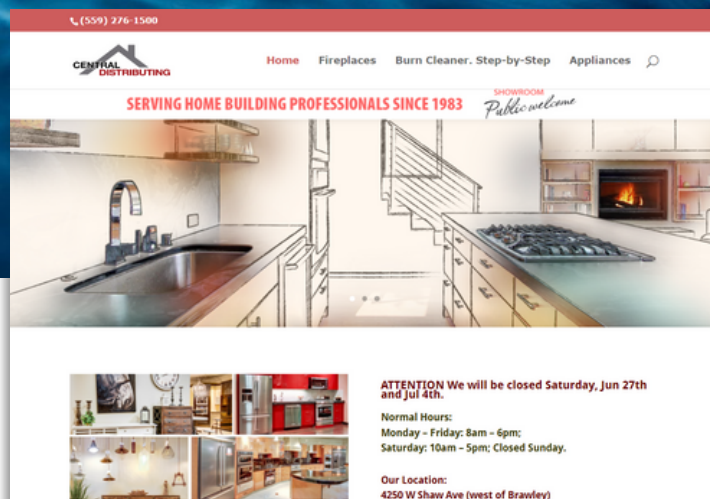 (559) 276-1500
CENTRAL
DISTRIBUTING
Home Fireplaces Burn Cleaner. Step-by-Step Appliances
SERVING HOME BUILDING PROFESSIONALS SINCE 1983
SHOWROOM
Public welcome
ATTENTION We will be closed Saturday, Jun 27th
and Jul 4th.
Normal Hours:
Monday – Friday: 8am – 6pm;
Saturday: 10am – 5pm; Closed Sunday.
Our Location:
4250 W Shaw Ave (west of Brawley)